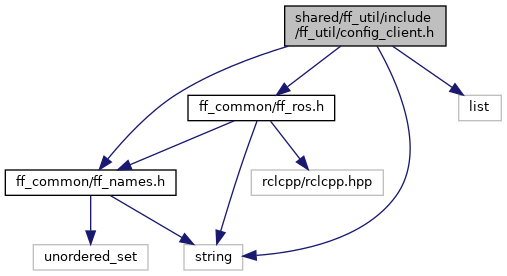 shared/ff_util/include
/ff_util/config_client.h
ff_common/ff_ros.h
list
ff_common/ff_names.h
rclcpp/rclcpp.hpp
unordered_set
string